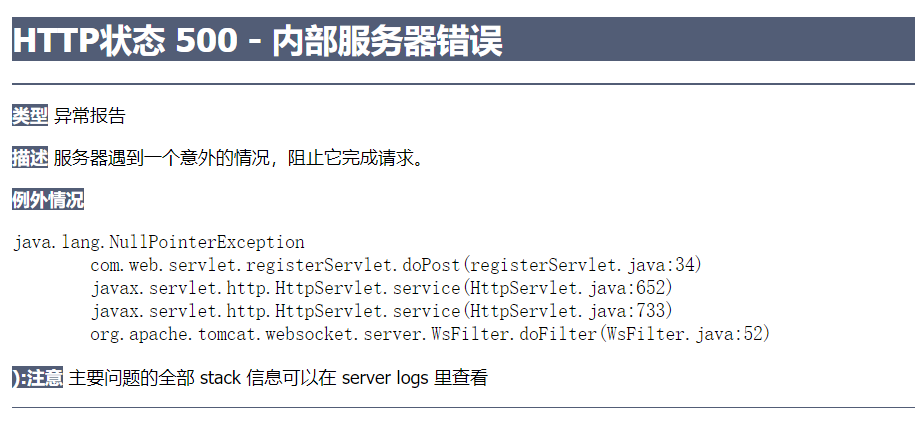 HTTP状态 500 - 内部服务器错误
类型 异常报告
描述 服务器遇到一个意外的情况，阻止它完成请求。
例外情况
java.lang.NullPointerException
com.web.servlet.registerServlet.doPost(registerServlet.java:34)
javax.servlet.http.HttpServlet.service(HttpServlet.java:652)
javax.servlet.http.HttpServlet.service(HttpServlet.java:733)
org.apache.tomcat.websocket.server.WsFilter.doFilter(WsFilter.java:52)
):注意 主要问题的全部 stack 信息可以在 server logs 里查看